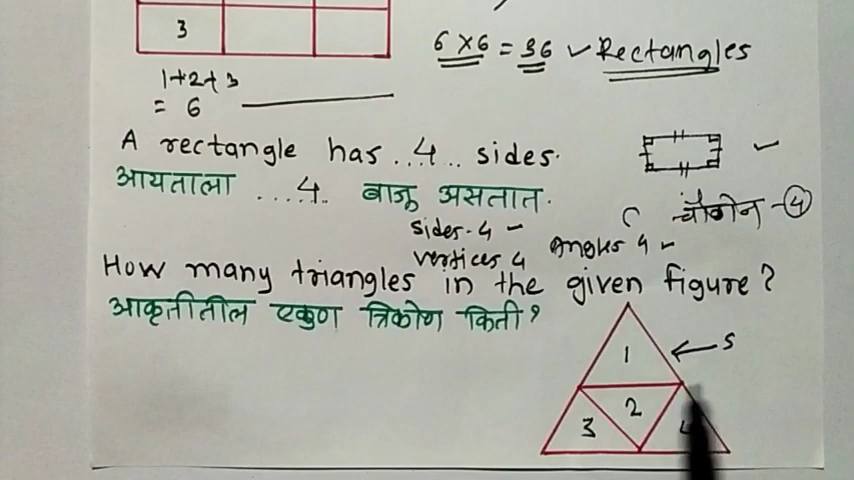 3
6 × 6 = 36 ✓ Rectangles
1+2+3
= 6
A rectangle has ..4.. sides.
आयताला ....4.. बाजू असतात.
चौकोन - 4
sides - 4
angles 4
vertices 4
How many triangles in the given figure?
आकृतीतील एकुण त्रिकोण किती?
1
5
2
3
4